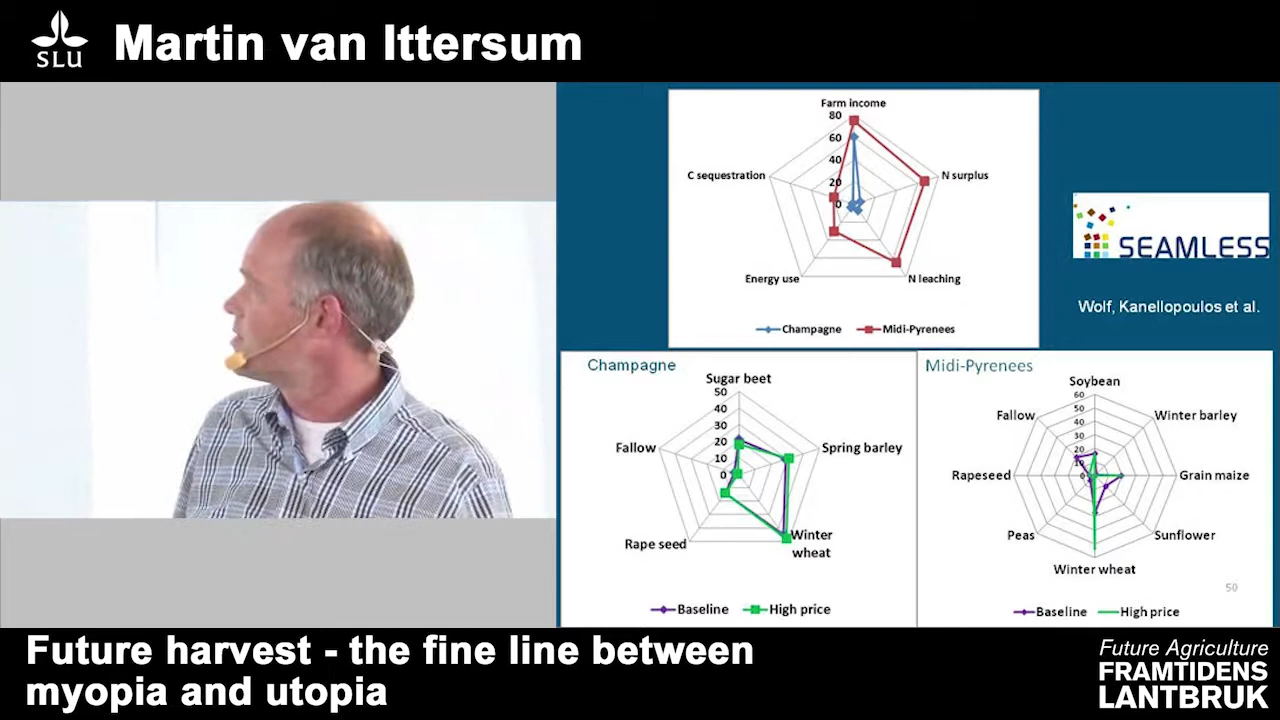 SLU
Martin van Ittersum
Farm income
80
60
40
20
0
C sequestration
N surplus
Energy use
N leaching
Champagne
Midi-Pyrenees
SEAMLESS
Wolf, Kanellopoulos et al.
Champagne
Sugar beet
50
40
30
20
10
0
Fallow
Spring barley
Rape seed
Winter
wheat
Baseline
High price
Midi-Pyrenees
Soybean
60
50
40
30
20
10
0
Fallow
Winter barley
Rapeseed
Grain maize
Peas
Sunflower
Winter wheat
50
Baseline
High price
Future harvest - the fine line between
myopia and utopia
Future Agriculture
FRAMTIDENS
LANTBRUK